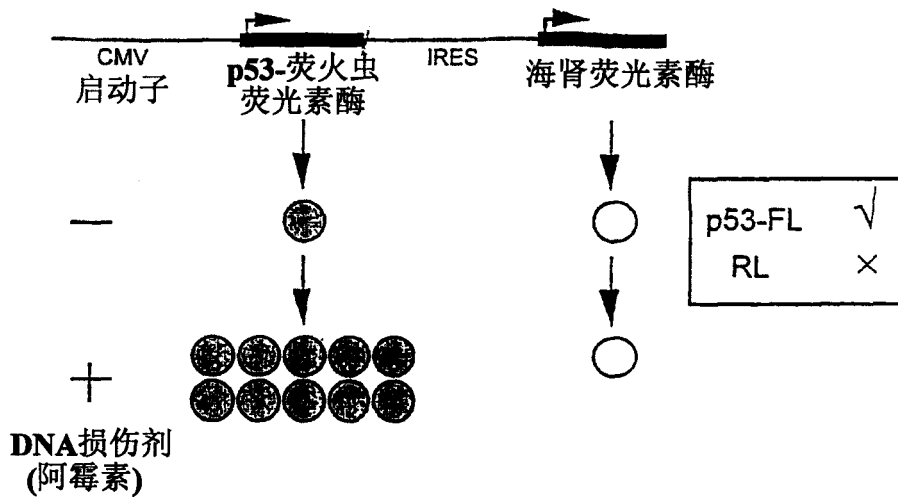 CMV
启动子
p53-荧火虫
荧光素酶
IRES
海肾荧光素酶
—
p53-FL √
RL ×
+
DNA损伤剂
(阿霉素)